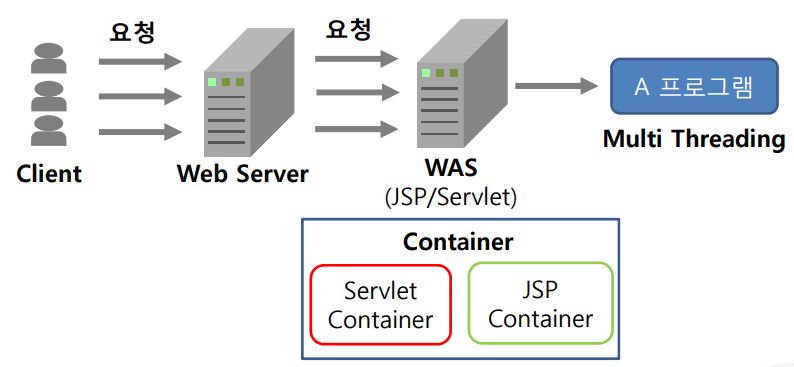 요청
요청
A 프로그램
Multi Threading
Client
Web Server
WAS
(JSP/Servlet)
Container
Servlet
Container
JSP
Container